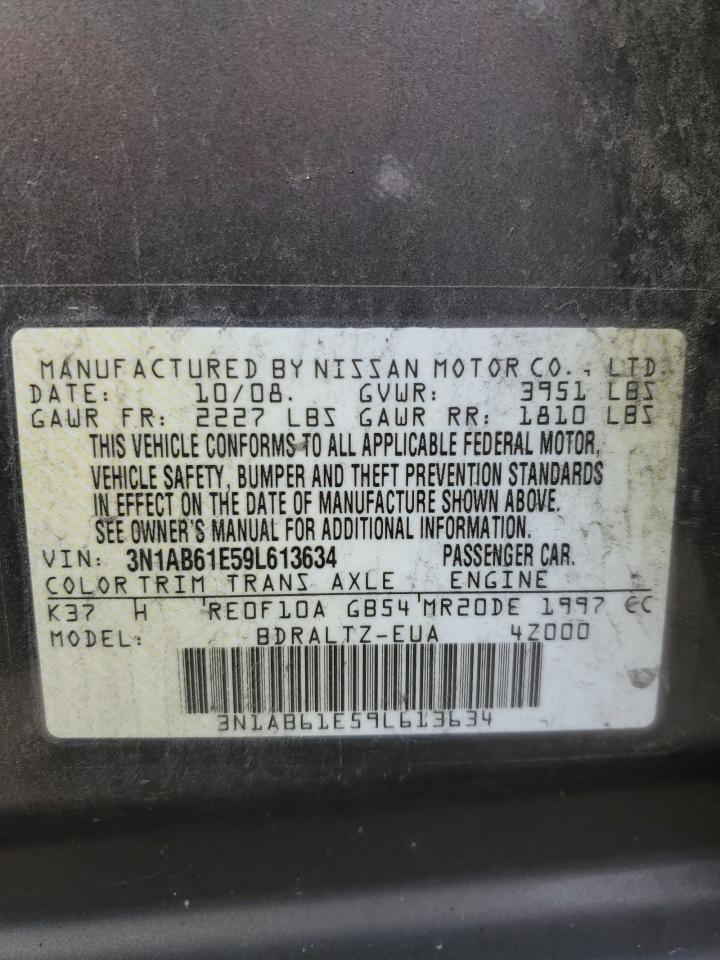 MANUFACTURED BY NISSAN MOTOR CO., LTD.
DATE: 10/08. GVWR: 3951 LBS
GAWR FR: 2227 LBS GAWR RR: 1810 LBS
THIS VEHICLE CONFORMS TO ALL APPLICABLE FEDERAL MOTOR,
VEHICLE SAFETY, BUMPER AND THEFT PREVENTION STANDARDS
IN EFFECT ON THE DATE OF MANUFACTURE SHOWN ABOVE.
SEE OWNER'S MANUAL FOR ADDITIONAL INFORMATION.
VIN: 3N1AB61E59L613634 PASSENGER CAR.
COLOR TRIM TRANS AXLE ENGINE
K37 H RE0F10A GB54 MR20DE 1997 CC
MODEL: BDRALTZ-EUA 4Z000
3N1AB61E59L613634